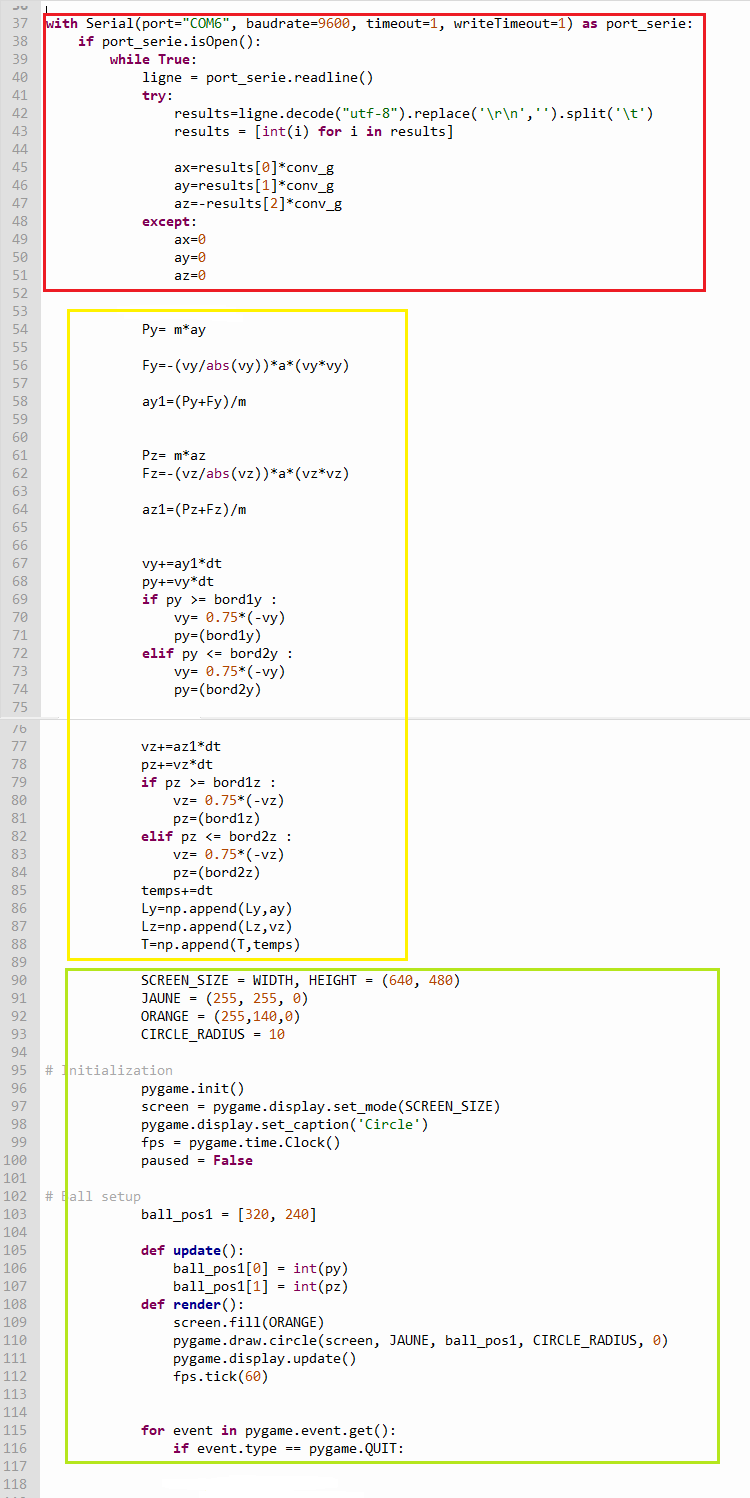 36
37 with Serial(port="COM6", baudrate=9600, timeout=1, writeTimeout=1) as port_serie:
38 if port_serie.isOpen():
39 while True:
40 ligne = port_serie.readline()
41 try:
42 results=ligne.decode("utf-8").replace('\r\n','').split('\t')
43 results = [int(i) for i in results]
44
45 ax=results[0]*conv_g
46 ay=results[1]*conv_g
47 az=-results[2]*conv_g
48 except:
49 ax=0
50 ay=0
51 az=0
52
53
54 Py= m*ay
55
56 Fy=-(vy/abs(vy))*a*(vy*vy)
57
58 ay1=(Py+Fy)/m
59
60
61 Pz= m*az
62 Fz=-(vz/abs(vz))*a*(vz*vz)
63
64 az1=(Pz+Fz)/m
65
66
67 vy+=ay1*dt
68 py+=vy*dt
69 if py >= bord1y :
70 vy= 0.75*(-vy)
71 py=(bord1y)
72 elif py <= bord2y :
73 vy= 0.75*(-vy)
74 py=(bord2y)
75
76
77 vz+=az1*dt
78 pz+=vz*dt
79 if pz >= bord1z :
80 vz= 0.75*(-vz)
81 pz=(bord1z)
82 elif pz <= bord2z :
83 vz= 0.75*(-vz)
84 pz=(bord2z)
85 temps+=dt
86 Ly=np.append(Ly,ay)
87 Lz=np.append(Lz,vz)
88 T=np.append(T,temps)
89
90 SCREEN_SIZE = WIDTH, HEIGHT = (640, 480)
91 JAUNE = (255, 255, 0)
92 ORANGE = (255,140,0)
93 CIRCLE_RADIUS = 10
94
95 # Initialization
96 pygame.init()
97 screen = pygame.display.set_mode(SCREEN_SIZE)
98 pygame.display.set_caption('Circle')
99 fps = pygame.time.Clock()
100 paused = False
101
102 # Ball setup
103 ball_pos1 = [320, 240]
104
105 def update():
106 ball_pos1[0] = int(py)
107 ball_pos1[1] = int(pz)
108 def render():
109 screen.fill(ORANGE)
110 pygame.draw.circle(screen, JAUNE, ball_pos1, CIRCLE_RADIUS, 0)
111 pygame.display.update()
112 fps.tick(60)
113
114
115 for event in pygame.event.get():
116 if event.type == pygame.QUIT:
117
118